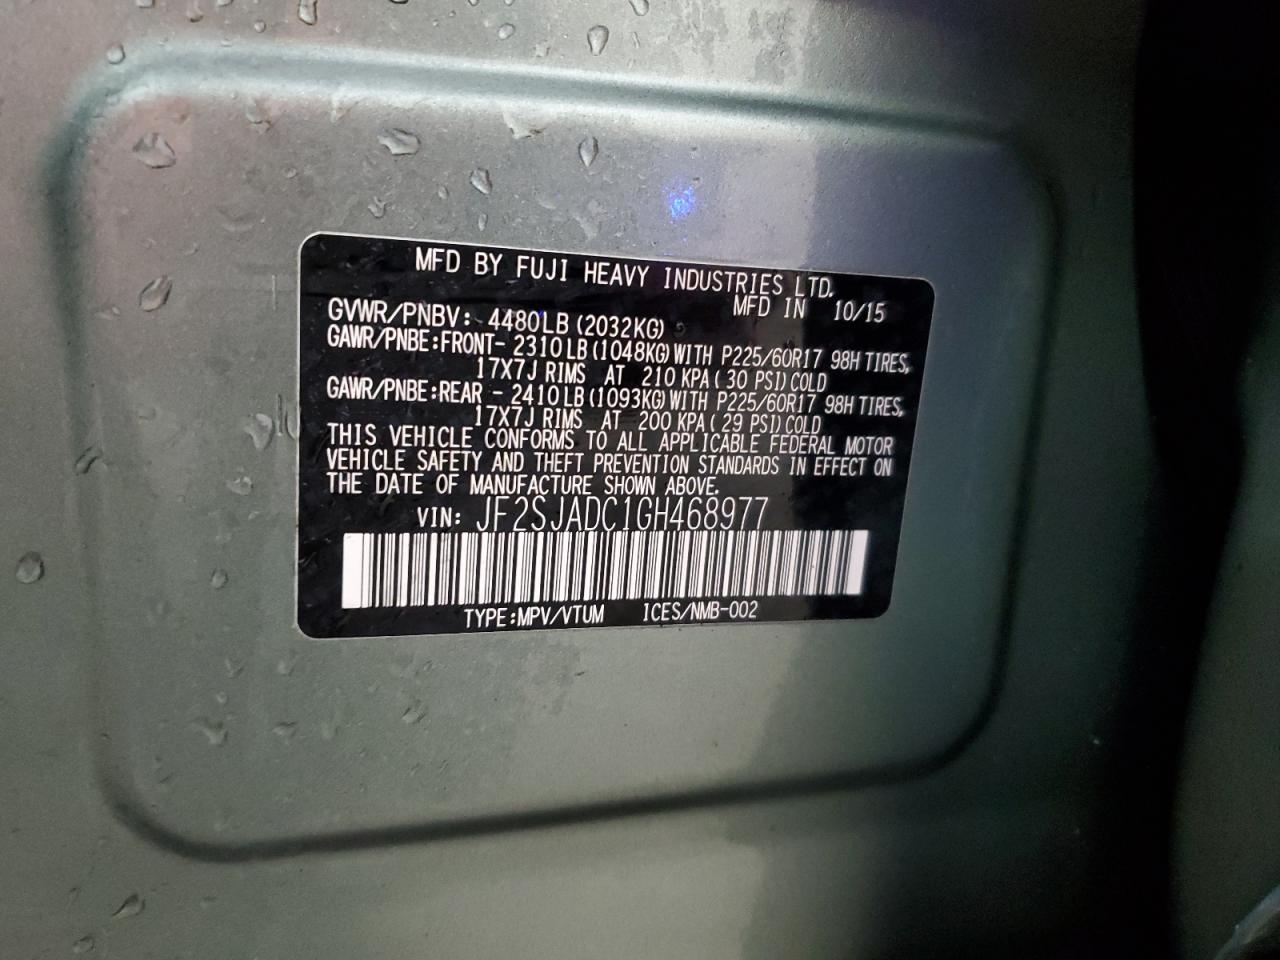 MFD BY FUJI HEAVY INDUSTRIES LTD.
MFD IN 10/15
GVWR/PNBV: 4480LB (2032KG)
GAWR/PNBE:FRONT- 2310LB(1048KG)WITH P225/60R17 98H TIRES,
17X7J RIMS AT 210 KPA( 30 PSI)COLD
GAWR/PNBE:REAR - 2410LB(1093KG)WITH P225/60R17 98H TIRES,
17X7J RIMS AT 200 KPA( 29 PSI)COLD
THIS VEHICLE CONFORMS TO ALL APPLICABLE FEDERAL MOTOR
VEHICLE SAFETY AND THEFT PREVENTION STANDARDS IN EFFECT ON
THE DATE OF MANUFACTURE SHOWN ABOVE.
VIN: JF2SJADC1GH468977
TYPE:MPV/VTUM ICES/NMB-002